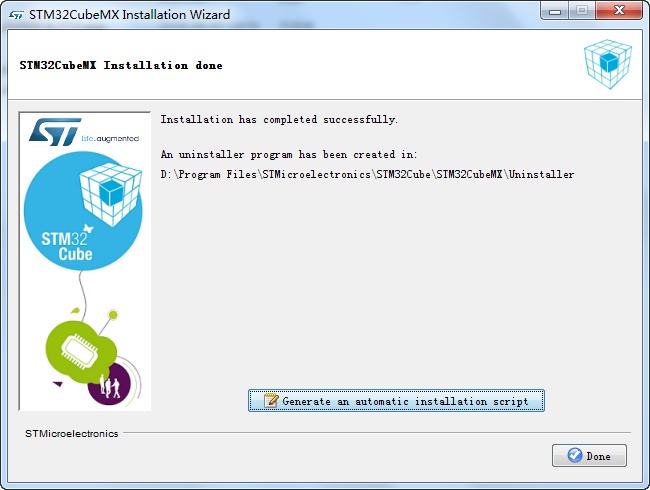 STM32CubeMX Installation Wizard
STM32CubeMX Installation done
Installation has completed successfully.
An uninstaller program has been created in:
D:\Program Files\STMicroelectronics\STM32Cube\STM32CubeMX\Uninstaller
ST life.augmented
STM32
Cube
Generate an automatic installation script
STMicroelectronics
Done